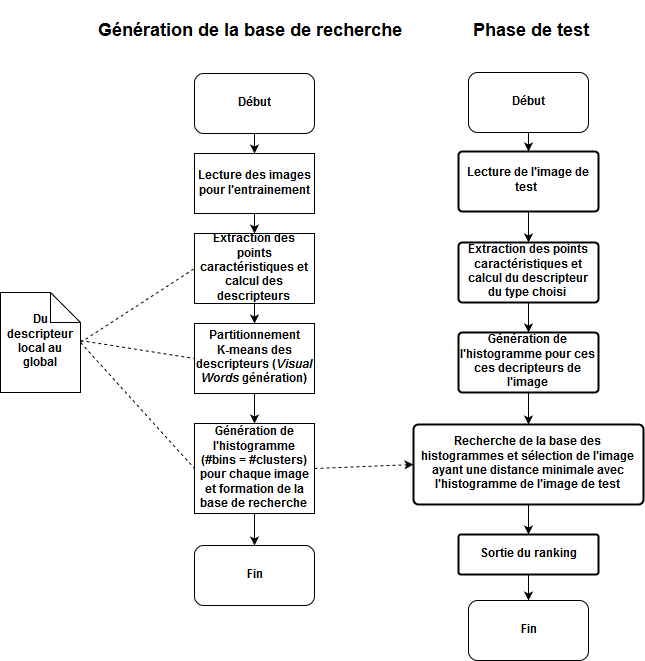 Génération de la base de recherche
Phase de test
Début
Lecture des images
pour l'entrainement
Extraction des
points
caractéristiques et
calcul des
descripteurs
Partitionnement
K-means des
descripteurs (Visual
Words génération)
Génération de
l'histogramme
(#bins = #clusters)
pour chaque image
et formation de la
base de recherche
Fin
Du
descripteur
local au
global
Début
Lecture de l'image de
test
Extraction des points
caractéristiques et
calcul du descripteur
du type choisi
Génération de
l'histogramme pour ces
ces decripteurs de
l'image
Recherche de la base des
histogrammes et sélection de l'image
ayant une distance minimale avec
l'histogramme de l'image de test
Sortie du ranking
Fin